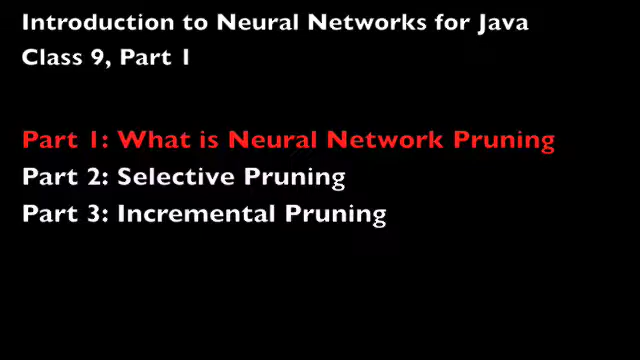 Introduction to Neural Networks for Java
Class 9, Part 1
Part 1: What is Neural Network Pruning
Part 2: Selective Pruning
Part 3: Incremental Pruning